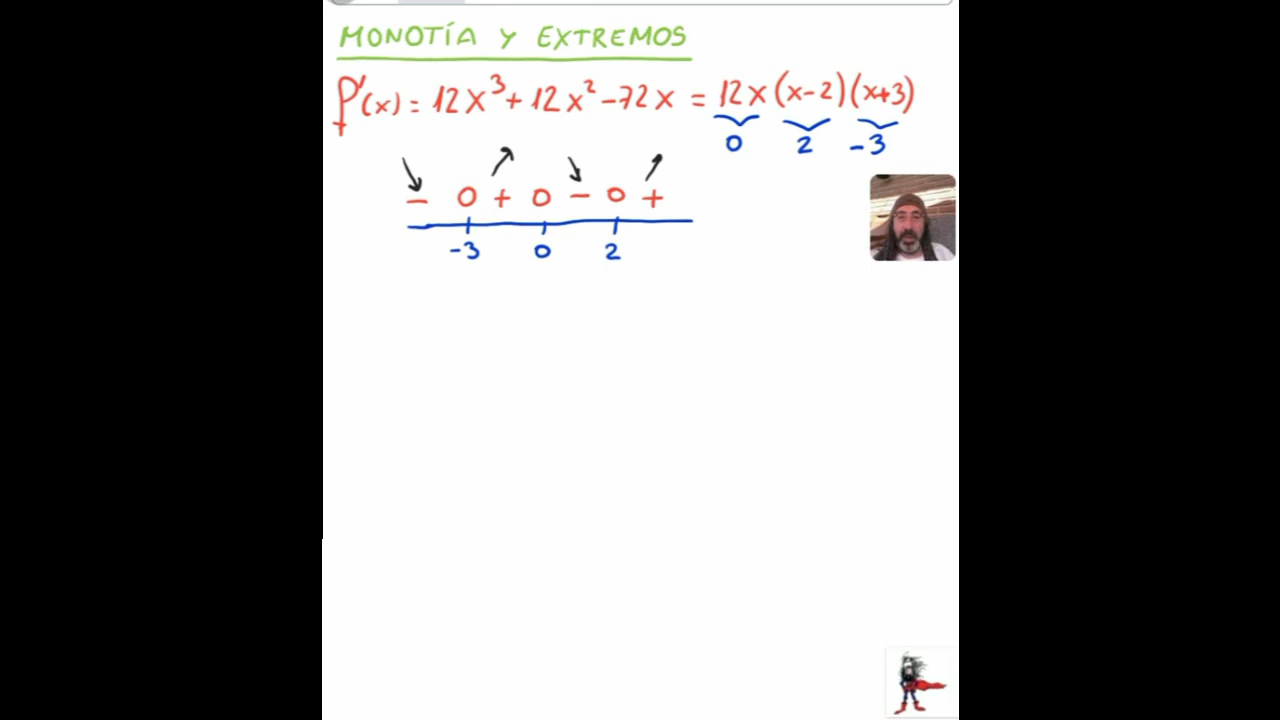 MONOTÍA Y EXTREMOS
f'(x) = 12x³ + 12x² - 72x = 12x (x-2)(x+3)
0 2 -3
- 0 + 0 - 0 +
-3 0 2